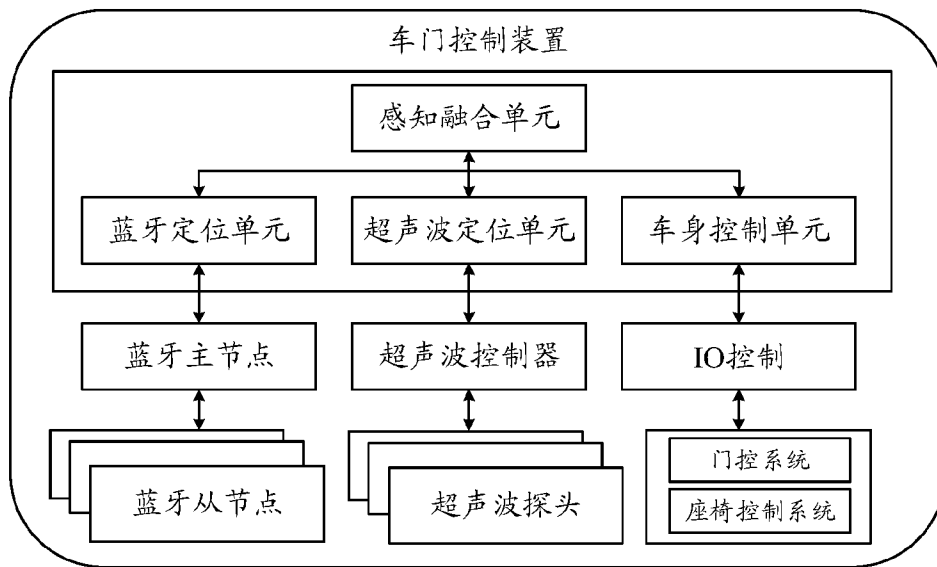 车门控制装置
感知融合单元
蓝牙定位单元
超声波定位单元
车身控制单元
蓝牙主节点
超声波控制器
IO控制
蓝牙从节点
超声波探头
门控系统
座椅控制系统